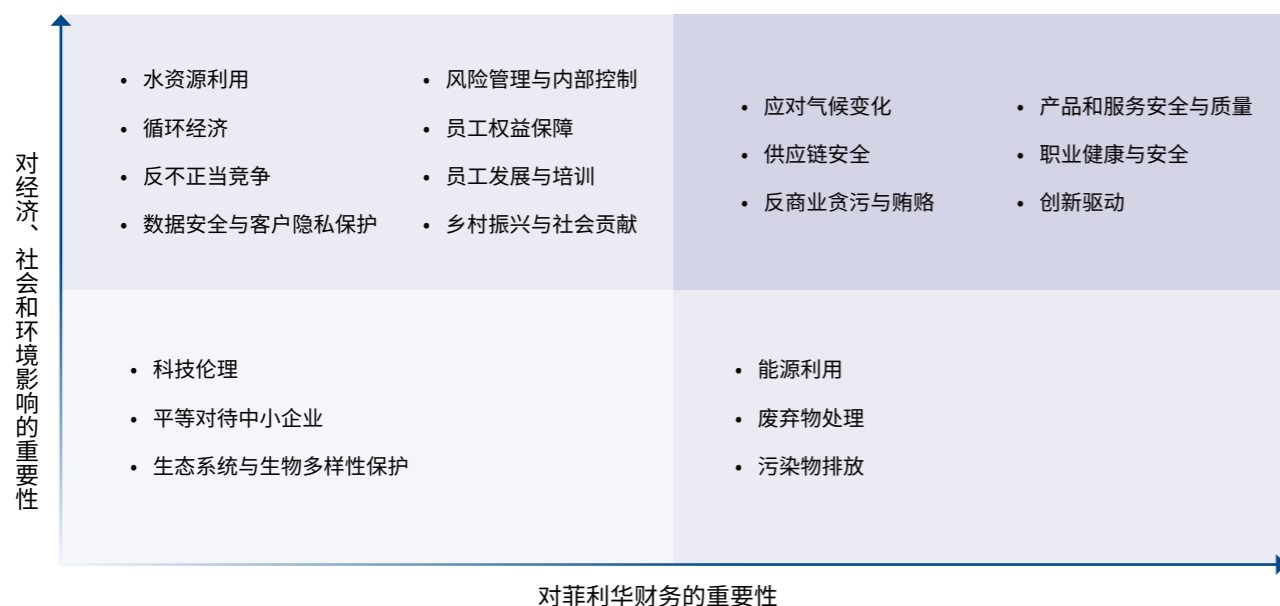 对经济、社会和环境影响的重要性
• 水资源利用
• 循环经济
• 反不正当竞争
• 数据安全与客户隐私保护
• 风险管理与内部控制
• 员工权益保障
• 员工发展与培训
• 乡村振兴与社会贡献
• 应对气候变化
• 供应链安全
• 反商业贪污与贿赂
• 产品和服务安全与质量
• 职业健康与安全
• 创新驱动
• 科技伦理
• 平等对待中小企业
• 生态系统与生物多样性保护
• 能源利用
• 废弃物处理
• 污染物排放
对菲利华财务的重要性